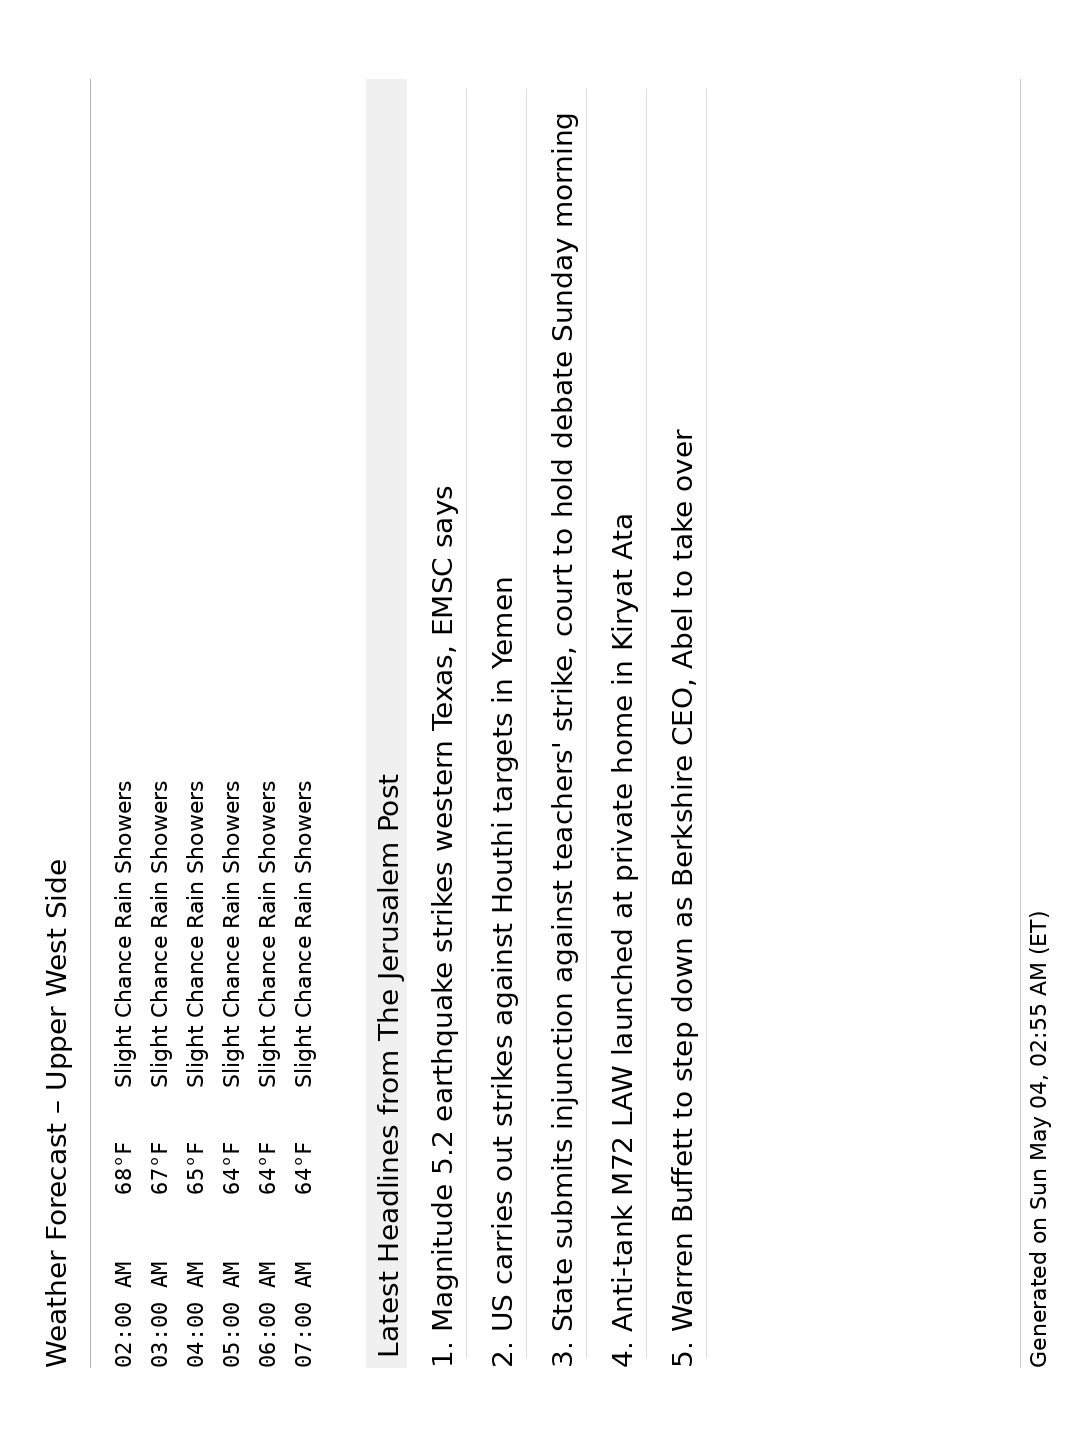 Weather Forecast – Upper West Side
02:00 AM 68°F Slight Chance Rain Showers
03:00 AM 67°F Slight Chance Rain Showers
04:00 AM 65°F Slight Chance Rain Showers
05:00 AM 64°F Slight Chance Rain Showers
06:00 AM 64°F Slight Chance Rain Showers
07:00 AM 64°F Slight Chance Rain Showers
Latest Headlines from The Jerusalem Post
1. Magnitude 5.2 earthquake strikes western Texas, EMSC says
2. US carries out strikes against Houthi targets in Yemen
3. State submits injunction against teachers' strike, court to hold debate Sunday morning
4. Anti-tank M72 LAW launched at private home in Kiryat Ata
5. Warren Buffett to step down as Berkshire CEO, Abel to take over
Generated on Sun May 04, 02:55 AM (ET)